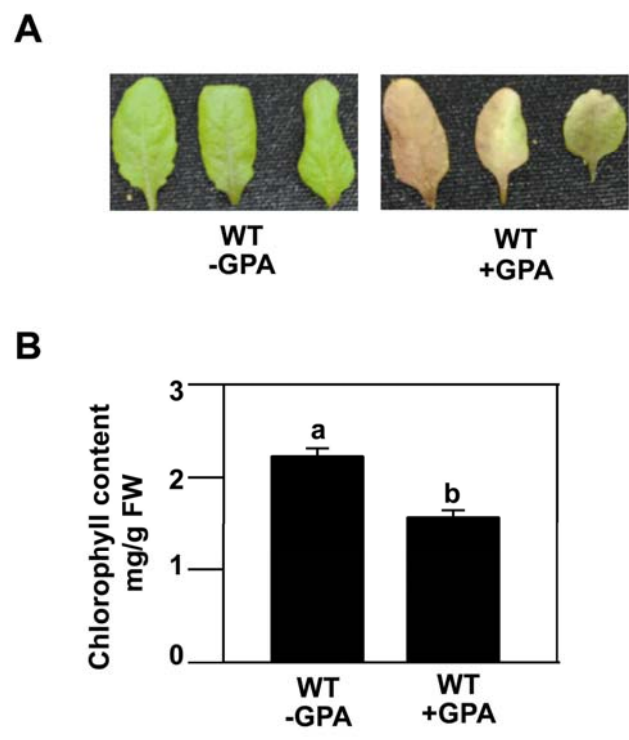 A
WT
-GPA
WT
+GPA
B
Chlorophyll content
mg/g FW
3
2
1
0
a
b
WT
-GPA
WT
+GPA